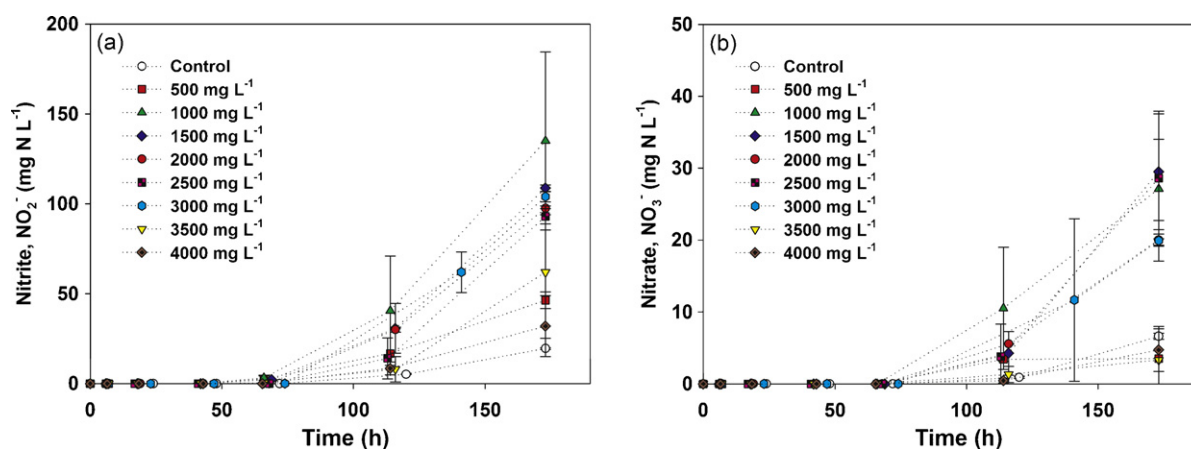 (a)
Nitrite, NO₂⁻ (mg N L⁻¹)
200
150
100
50
0
Control
500 mg L⁻¹
1000 mg L⁻¹
1500 mg L⁻¹
2000 mg L⁻¹
2500 mg L⁻¹
3000 mg L⁻¹
3500 mg L⁻¹
4000 mg L⁻¹
0 50 100 150
Time (h)
(b)
Nitrate, NO₃⁻ (mg N L⁻¹)
50
40
30
20
10
0
Control
500 mg L⁻¹
1000 mg L⁻¹
1500 mg L⁻¹
2000 mg L⁻¹
2500 mg L⁻¹
3000 mg L⁻¹
3500 mg L⁻¹
4000 mg L⁻¹
0 50 100 150
Time (h)